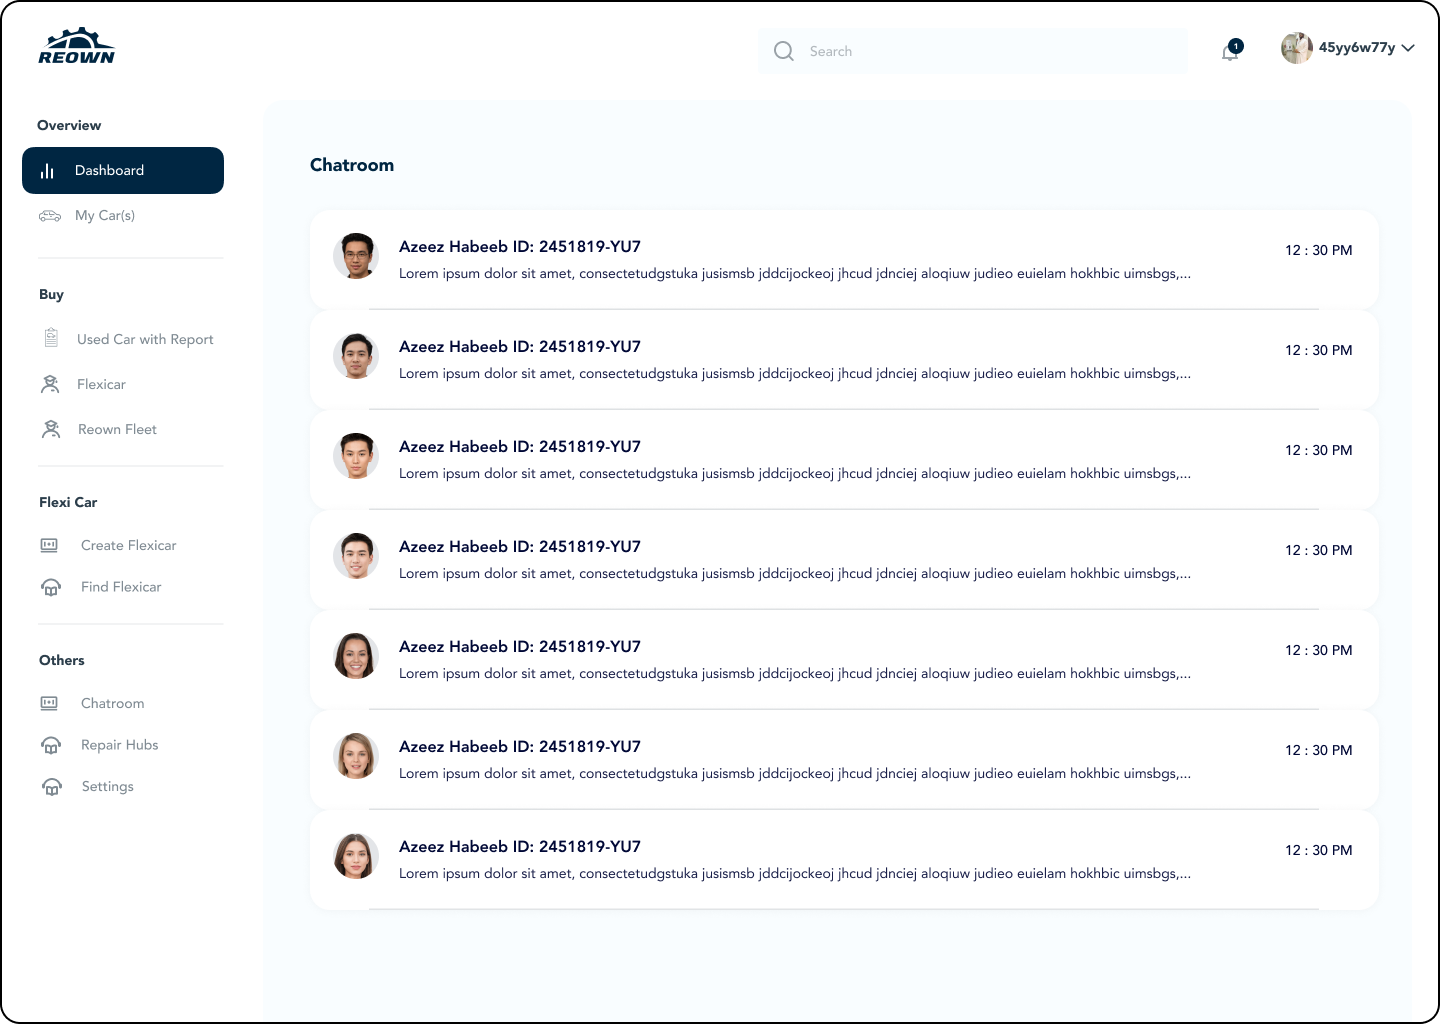 REOWN
Search
1
45yy6w77y
Overview
Dashboard
My Car(s)
Buy
Used Car with Report
Flexicar
Reown Fleet
Flexi Car
Create Flexicar
Find Flexicar
Others
Chatroom
Repair Hubs
Settings
Chatroom
Azeez Habeeb ID: 2451819-YU7
12 : 30 PM
Lorem ipsum dolor sit amet, consectetudgstuka jusismsb jddcijockeoj jhcud jdnciej aloqiuw judieo euielam hokhbic uimsbgs,...
Azeez Habeeb ID: 2451819-YU7
12 : 30 PM
Lorem ipsum dolor sit amet, consectetudgstuka jusismsb jddcijockeoj jhcud jdnciej aloqiuw judieo euielam hokhbic uimsbgs,...
Azeez Habeeb ID: 2451819-YU7
12 : 30 PM
Lorem ipsum dolor sit amet, consectetudgstuka jusismsb jddcijockeoj jhcud jdnciej aloqiuw judieo euielam hokhbic uimsbgs,...
Azeez Habeeb ID: 2451819-YU7
12 : 30 PM
Lorem ipsum dolor sit amet, consectetudgstuka jusismsb jddcijockeoj jhcud jdnciej aloqiuw judieo euielam hokhbic uimsbgs,...
Azeez Habeeb ID: 2451819-YU7
12 : 30 PM
Lorem ipsum dolor sit amet, consectetudgstuka jusismsb jddcijockeoj jhcud jdnciej aloqiuw judieo euielam hokhbic uimsbgs,...
Azeez Habeeb ID: 2451819-YU7
12 : 30 PM
Lorem ipsum dolor sit amet, consectetudgstuka jusismsb jddcijockeoj jhcud jdnciej aloqiuw judieo euielam hokhbic uimsbgs,...
Azeez Habeeb ID: 2451819-YU7
12 : 30 PM
Lorem ipsum dolor sit amet, consectetudgstuka jusismsb jddcijockeoj jhcud jdnciej aloqiuw judieo euielam hokhbic uimsbgs,...